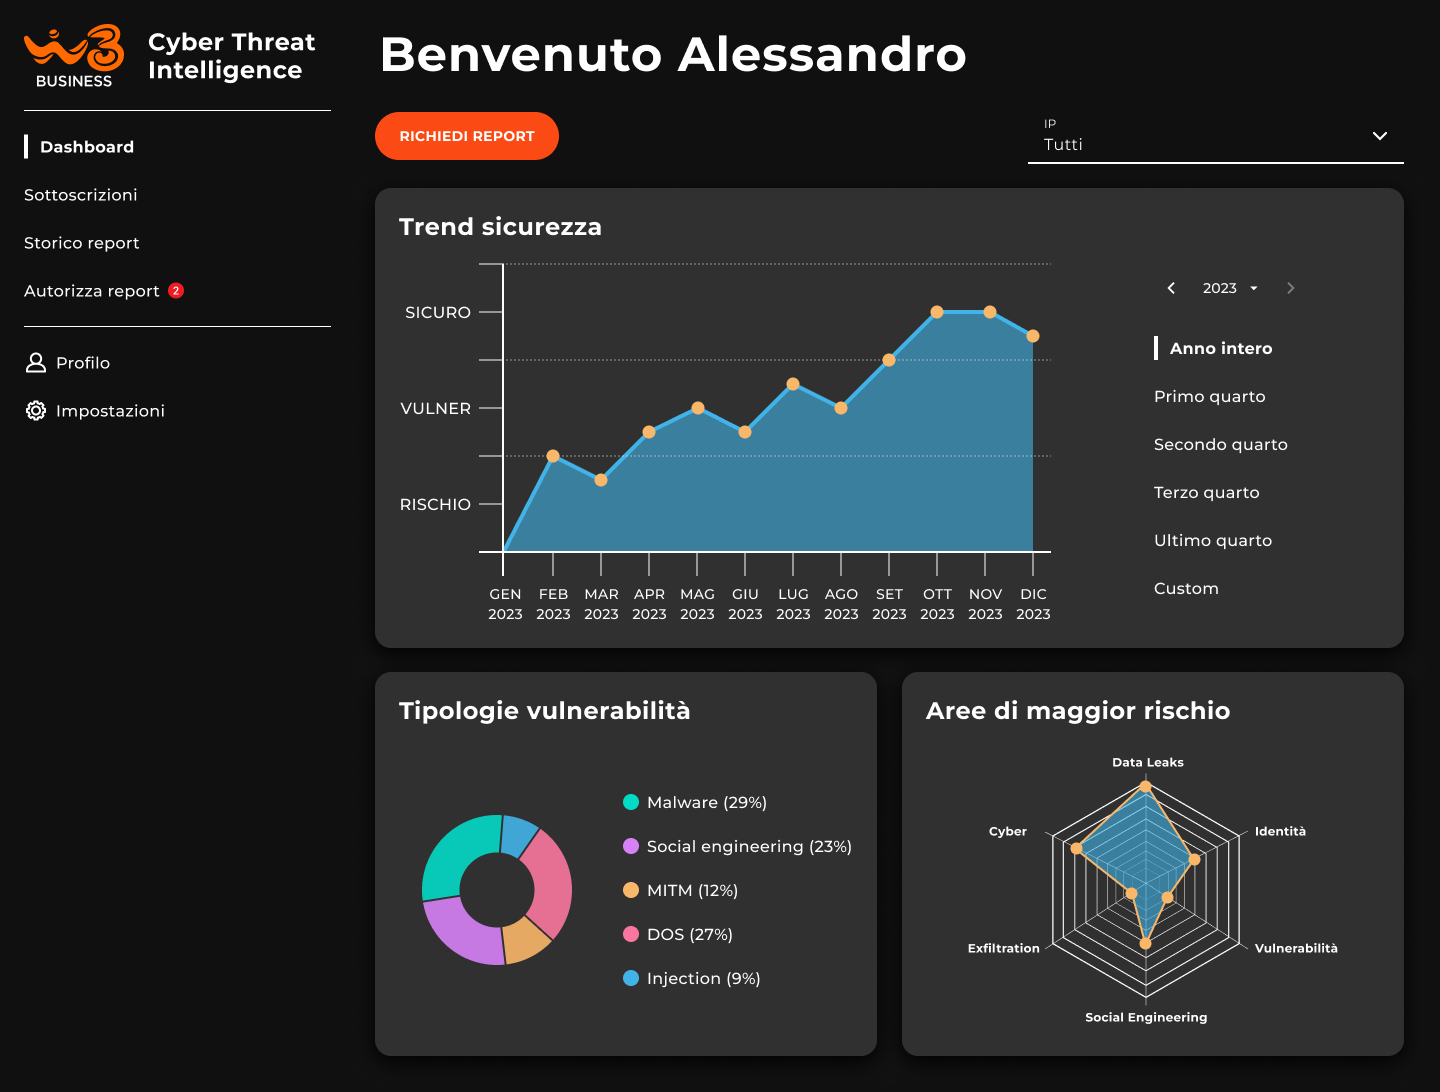 W3
BUSINESS
Cyber Threat
Intelligence
Dashboard
Sottoscrizioni
Storico report
Autorizza report 2
Profilo
Impostazioni
Benvenuto Alessandro
RICHIEDI REPORT
IP
Tutti
Trend sicurezza
SICURO
VULNER
RISCHIO
GEN FEB MAR APR MAG GIU LUG AGO SET OTT NOV DIC
2023 2023 2023 2023 2023 2023 2023 2023 2023 2023 2023 2023
2023
Anno intero
Primo quarto
Secondo quarto
Terzo quarto
Ultimo quarto
Custom
Tipologie vulnerabilità
Malware (29%)
Social engineering (23%)
MITM (12%)
DOS (27%)
Injection (9%)
Aree di maggior rischio
Data Leaks
Cyber
Identità
Exfiltration
Vulnerabilità
Social Engineering